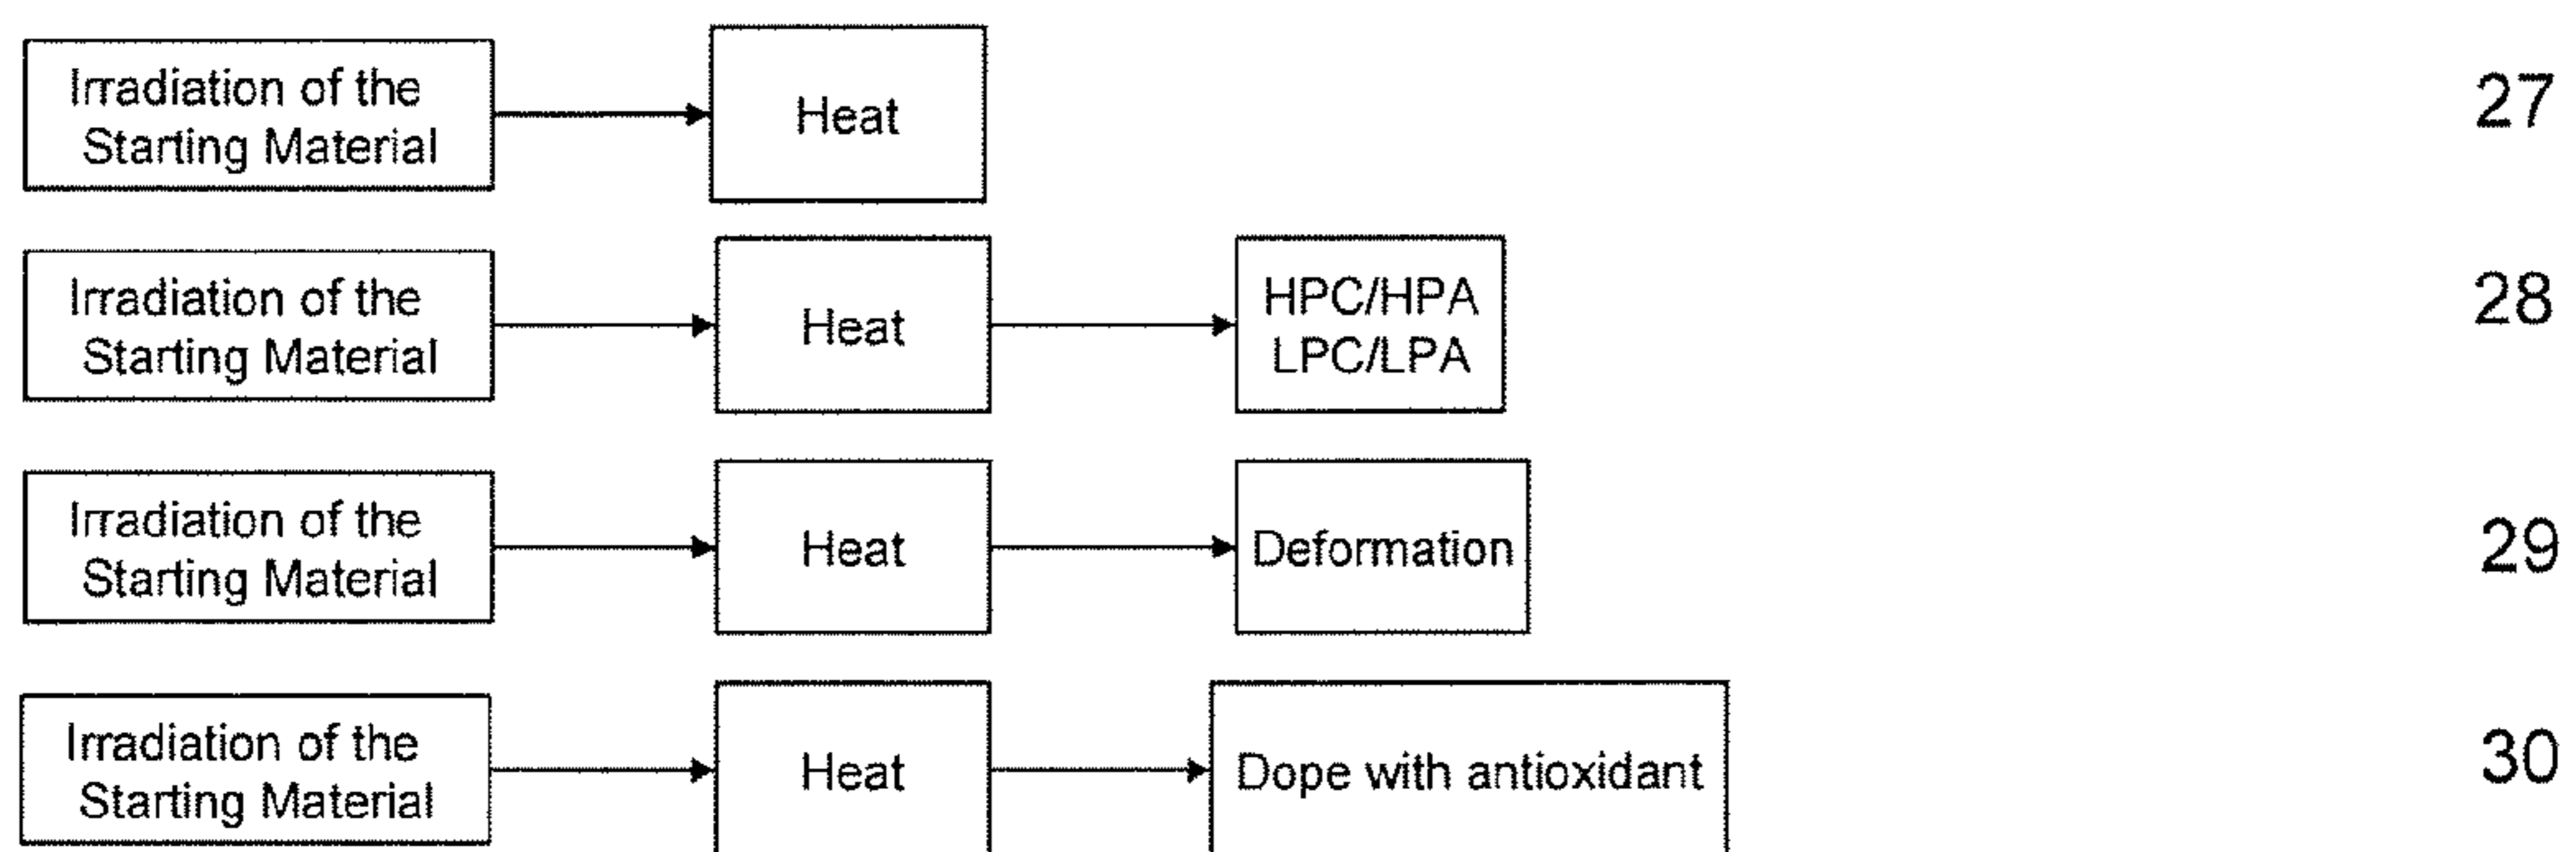 Irradiation of the
Starting Material
Heat
27
Irradiation of the
Starting Material
Heat
HPC/HPA
LPC/LPA
28
Irradiation of the
Starting Material
Heat
Deformation
29
Irradiation of the
Starting Material
Heat
Dope with antioxidant
30